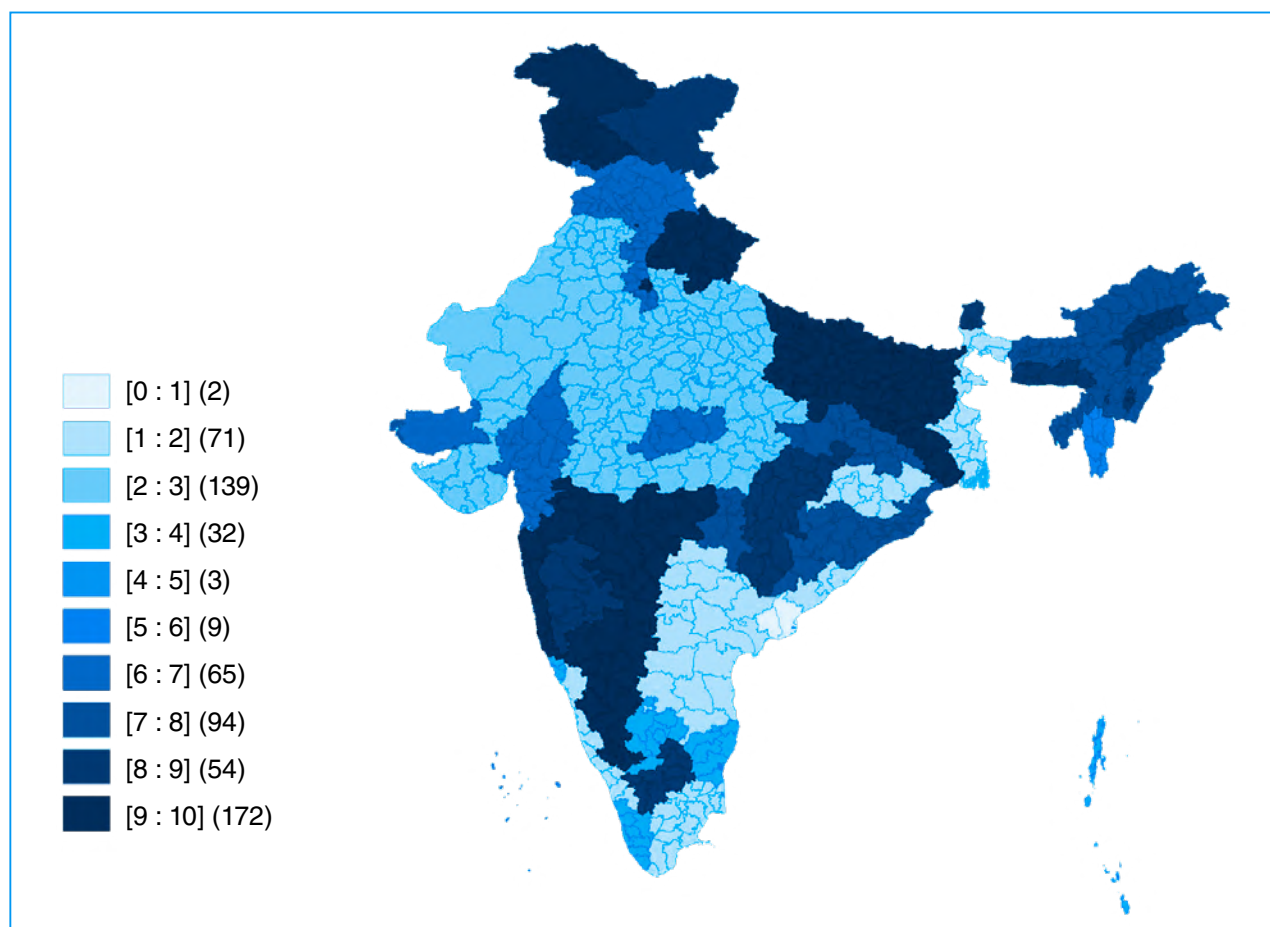 [0 : 1] (2)
[1 : 2] (71)
[2 : 3] (139)
[3 : 4] (32)
[4 : 5] (3)
[5 : 6] (9)
[6 : 7] (65)
[7 : 8] (94)
[8 : 9] (54)
[9 : 10] (172)